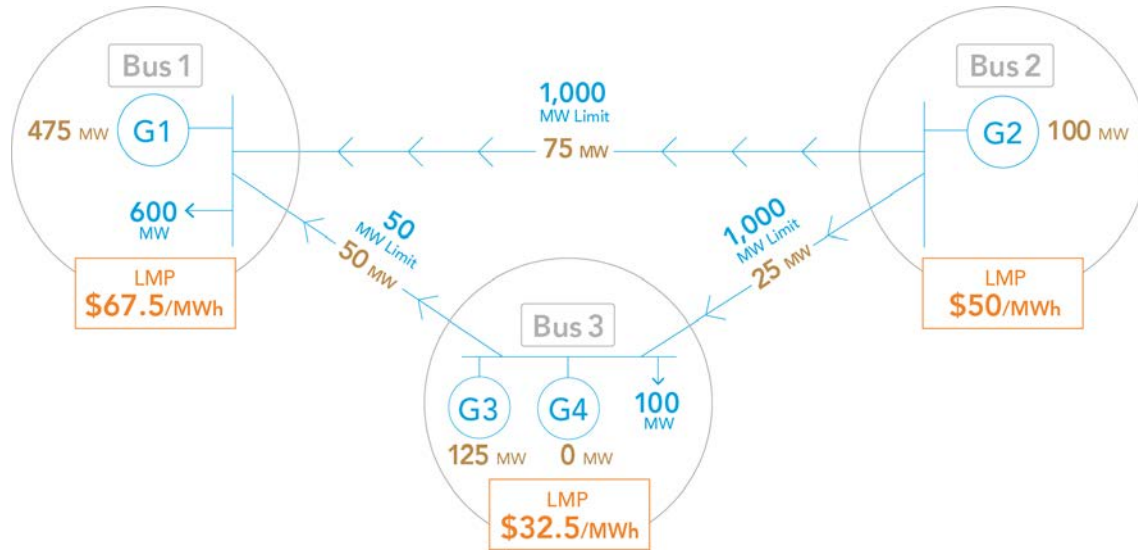 Bus 1
Bus 2
1,000
MW Limit
475 MW
G1
75 MW
G2
100 MW
600
MW
50
MW Limit
50 MW
1,000
MW Limit
25 MW
LMP
$67.5/MWh
LMP
$50/MWh
Bus 3
G3
G4
100
MW
125 MW
0 MW
LMP
$32.5/MWh